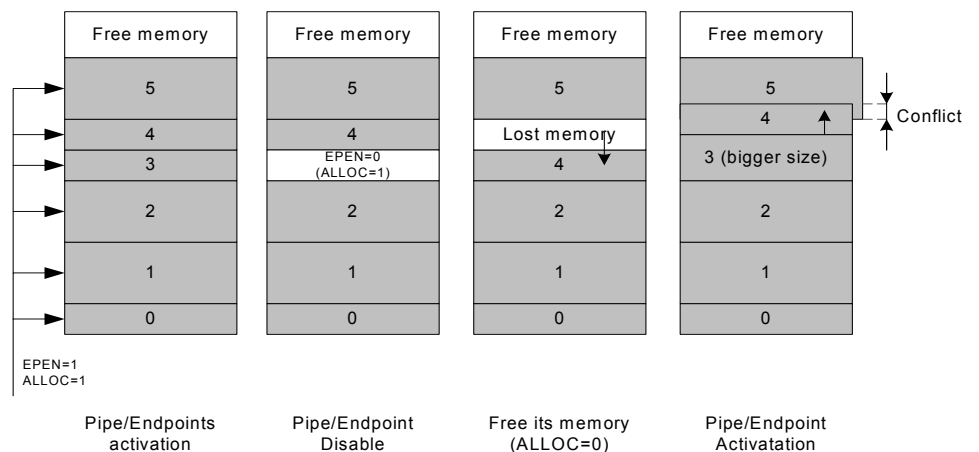 Free memory
5
4
3
2
1
0
EPEN=1
ALLOC=1
Pipe/Endpoints
activation
Free memory
5
4
EPEN=0
(ALLOC=1)
2
1
0
Pipe/Endpoint
Disable
Free memory
5
Lost memory
4
2
1
0
Free its memory
(ALLOC=0)
Free memory
5
4
Conflict
3 (bigger size)
2
1
0
Pipe/Endpoint
Activatation